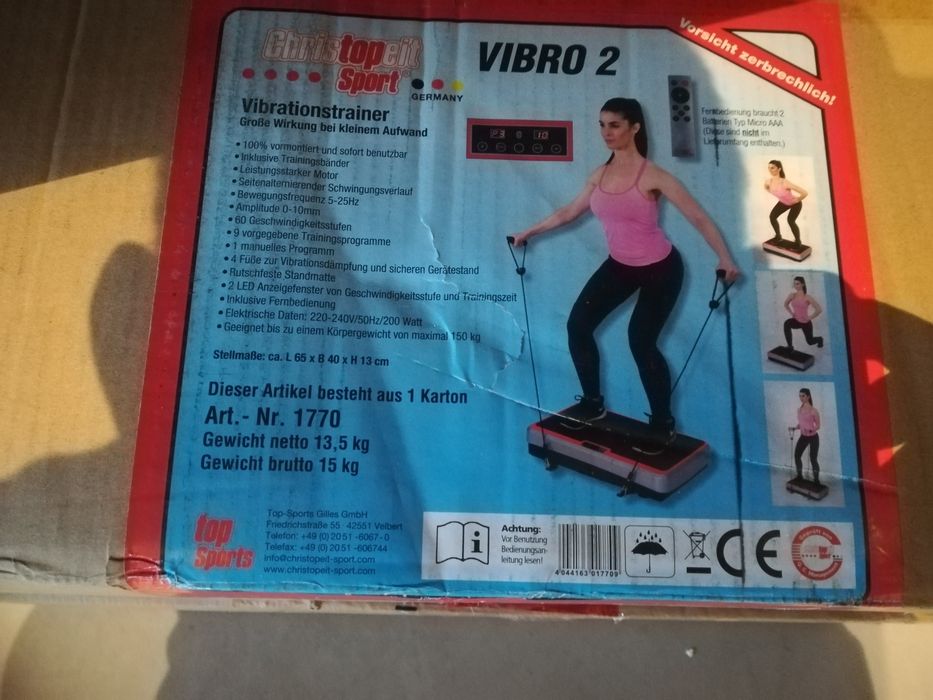 Christopeit
Sport
GERMANY
VIBRO 2
Vorsicht zerbrechlich!
Vibrationstrainer
Große Wirkung bei kleinem Aufwand
• 100% vormontiert und sofort benutzbar
• Inklusive Trainingsbänder
• Leistungsstarker Motor
• Seitenalternierender Schwingungsverlauf
• Bewegungsfrequenz 5-25Hz
• Amplitude 0-10mm
• 60 Geschwindigkeitsstufen
• 9 vorgegebene Trainingsprogramme
• 1 manuelles Programm
• 4 Füße zur Vibrationsdämpfung und sicheren Gerätestand
• Rutschfeste Standmatte
• 2 LED Anzeigefenster von Geschwindigkeitsstufe und Trainingszeit
• Inklusive Fernbedienung
• Elektrische Daten: 220-240V/50Hz/200 Watt
• Geeignet bis zu einem Körpergewicht von maximal 150 kg
Stellmaße: ca. L 65 x B 40 x H 13 cm
Dieser Artikel besteht aus 1 Karton
Art.- Nr. 1770
Gewicht netto 13,5 kg
Gewicht brutto 15 kg
P3 10
Fernbedienung braucht 2
Batterien Typ Micro AAA
(Diese sind nicht im
Lieferumfang enthalten.)
top
Sports
Top-Sports Gilles GmbH
Friedrichstraße 55 42551 Velbert
Telefon: +49 (0) 20 51 -6067- 0
Telefax: +49 (0) 20 51 -606744
info@christopeit-sport.com
www.christopeit-sport.com
i
Achtung:
Vor Benutzung
Bedienungsan-
leitung lesen!
4 044163 017709
CE